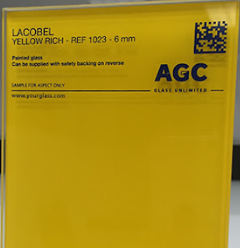 LACOBEL
YELLOW RICH - REF 1023 - 6 mm
Painted glass
Can be supplied with safety backing on reverse
AGC
GLASS UNLIMITED
SAMPLE FOR ASPECT ONLY
www.yourglass.com